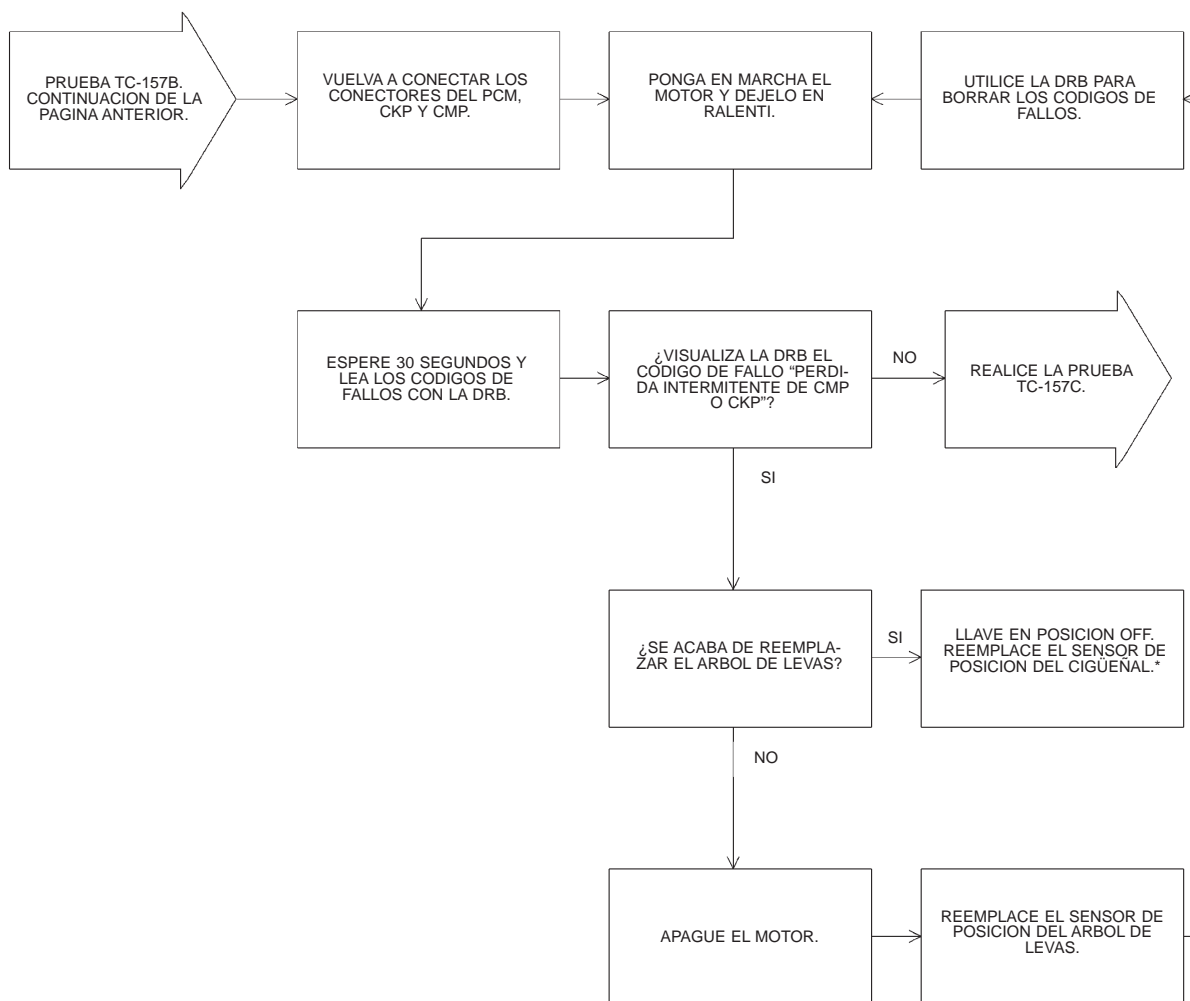 PRUEBA TC-157B.
CONTINUACION DE LA
PAGINA ANTERIOR.
VUELVA A CONECTAR LOS
CONECTORES DEL PCM,
CKP Y CMP.
PONGA EN MARCHA EL
MOTOR Y DEJELO EN
RALENTI.
UTILICE LA DRB PARA
BORRAR LOS CODIGOS DE
FALLOS.
ESPERE 30 SEGUNDOS Y
LEA LOS CODIGOS DE
FALLOS CON LA DRB.
¿VISUALIZA LA DRB EL
CODIGO DE FALLO “PERDI-
DA INTERMITENTE DE CMP
O CKP”?
NO
REALICE LA PRUEBA
TC-157C.
SI
¿SE ACABA DE REEMPLA-
ZAR EL ARBOL DE LEVAS?
SI
LLAVE EN POSICION OFF.
REEMPLACE EL SENSOR DE
POSICION DEL CIGÜEÑAL.*
NO
APAGUE EL MOTOR.
REEMPLACE EL SENSOR DE
POSICION DEL ARBOL DE
LEVAS.